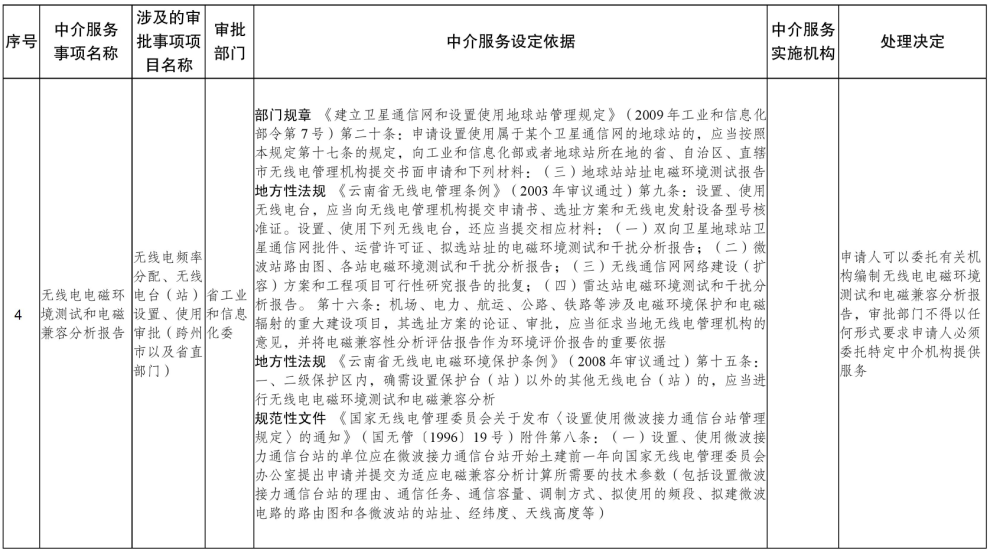 序号
中介服务
事项名称
涉及的审
批事项项
目名称
审批
部门
中介服务设定依据
中介服务
实施机构
处理决定
4
无线电电磁环
境测试和电磁
兼容分析报告
无线电频率
分配、无线
电台（站）
设置、使用
审批（跨州
市以及省直
部门）
省工业
和信息
化委
部门规章 《建立卫星通信网和设置使用地球站管理规定》（2009年工业和信息化
部令第7号）第二十条：申请设置使用属于某个卫星通信网的地球站的，应当按照
本规定第十七条的规定，向工业和信息化部或者地球站所在地的省、自治区、直辖
市无线电管理机构提交书面申请和下列材料：（三）地球站站址电磁环境测试报告
地方性法规 《云南省无线电管理条例》（2003年审议通过）第九条：设置、使用
无线电台，应当向无线电管理机构提交申请书、选址方案和无线电发射设备型号核
准证。设置、使用下列无线电台，还应当提交相应材料：（一）双向卫星地球站卫
星通信网批件、运营许可证、拟选站址的电磁环境测试和干扰分析报告；（二）微
波站路由图、各站电磁环境测试和干扰分析报告；（三）无线通信网网络建设（扩
容）方案和工程项目可行性研究报告的批复；（四）雷达站电磁环境测试和干扰分
析报告。 第十六条：机场、电力、航运、公路、铁路等涉及电磁环境保护和电磁
辐射的重大建设项目，其选址方案的论证、审批，应当征求当地无线电管理机构的
意见，并将电磁兼容性分析评估报告作为环境评价报告的重要依据
地方性法规 《云南省无线电电磁环境保护条例》（2008年审议通过）第十五条：
一、二级保护区内，确需设置保护台（站）以外的其他无线电台（站）的，应当进
行无线电电磁环境测试和电磁兼容分析
规范性文件 《国家无线电管理委员会关于发布〈设置使用微波接力通信台站管理
规定〉的通知》（国无管〔1996〕19号）附件第八条：（一）设置、使用微波接
力通信台站的单位应在微波接力通信台站开始土建前一年向国家无线电管理委员会
办公室提出申请并提交为适应电磁兼容分析计算所需要的技术参数（包括设置微波
接力通信台站的理由、通信任务、通信容量、调制方式、拟使用的频段、拟建微波
电路的路由图和各微波站的站址、经纬度、天线高度等）
申请人可以委托有关机
构编制无线电电磁环境
测试和电磁兼容分析报
告，审批部门不得以任
何形式要求申请人必须
委托特定中介机构提供
服务